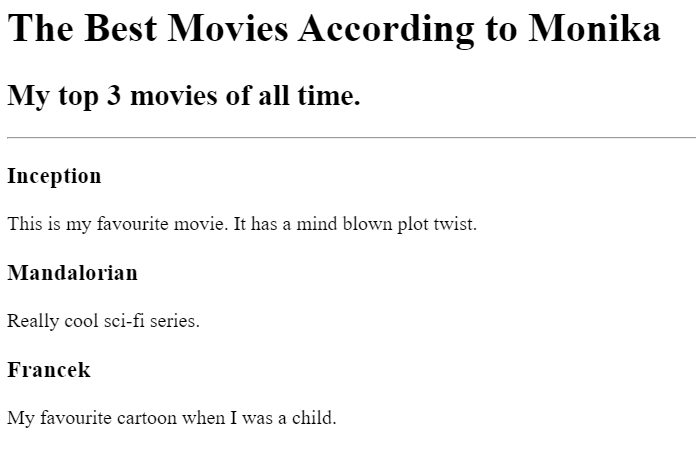 The Best Movies According to Monika
My top 3 movies of all time.
Inception
This is my favourite movie. It has a mind blown plot twist.
Mandalorian
Really cool sci-fi series.
Francek
My favourite cartoon when I was a child.